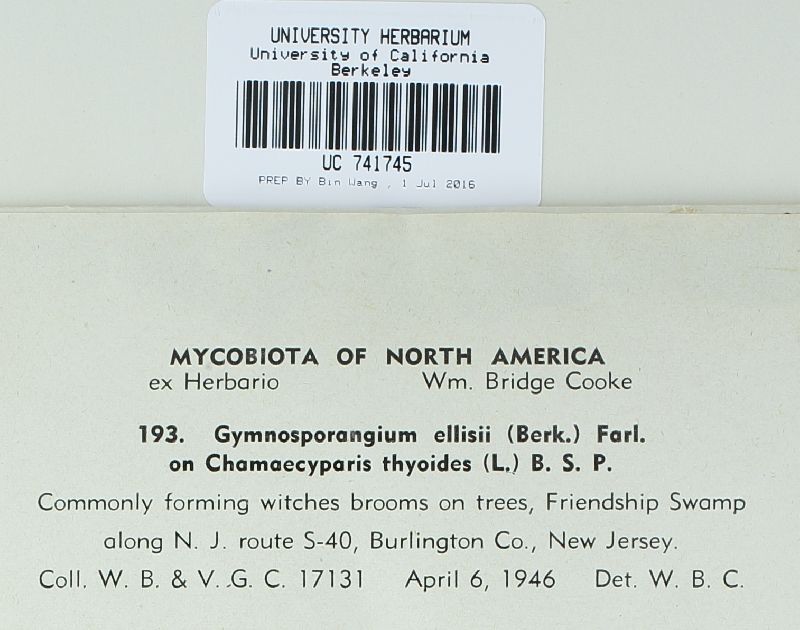 UNIVERSITY HERBARIUM
University of California
Berkeley
UC 741745
PREP BY Bin Wang , 1 Jul 2016
MYCOBIOTA OF NORTH AMERICA
ex Herbario Wm. Bridge Cooke
193. Gymnosporangium ellisii (Berk.) Farl.
on Chamaecyparis thyoides (L.) B. S. P.
Commonly forming witches brooms on trees, Friendship Swamp
along N. J. route S-40, Burlington Co., New Jersey.
Coll. W. B. & V. G. C. 17131 April 6, 1946 Det. W. B. C.